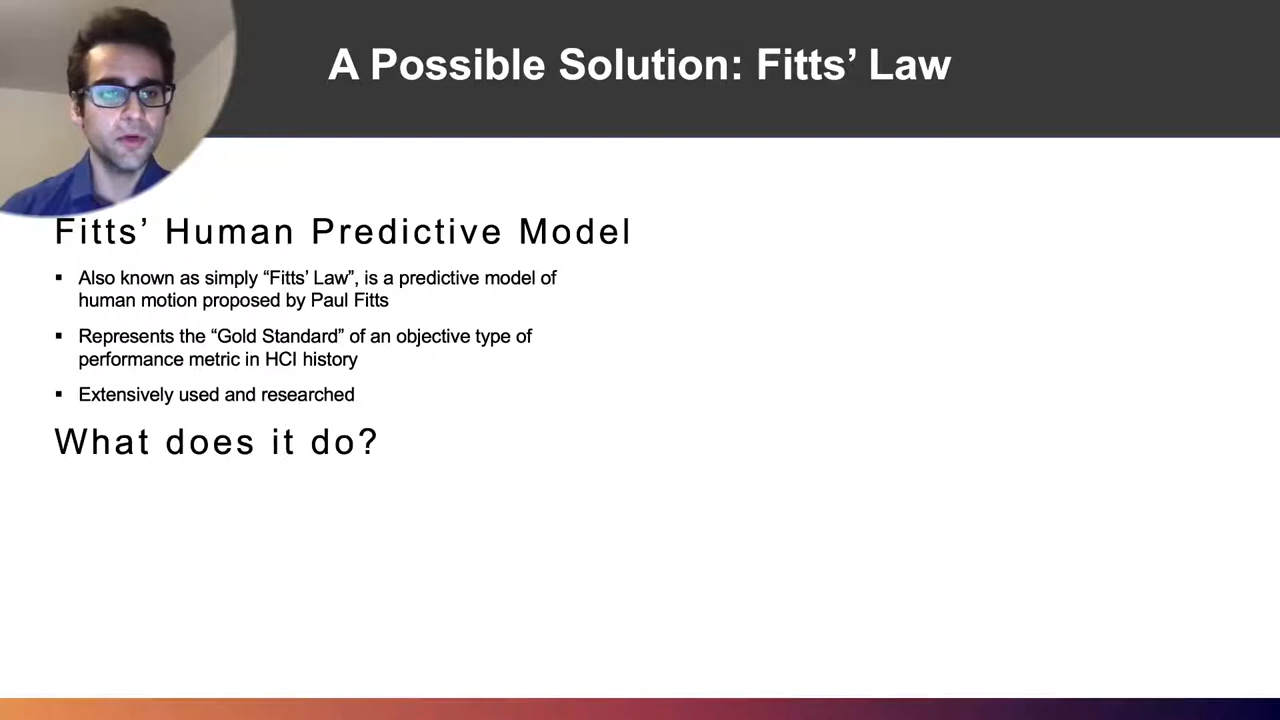 A Possible Solution: Fitts’ Law
Fitts’ Human Predictive Model
▪ Also known as simply “Fitts’ Law”, is a predictive model of
human motion proposed by Paul Fitts
▪ Represents the “Gold Standard” of an objective type of
performance metric in HCI history
▪ Extensively used and researched
What does it do?